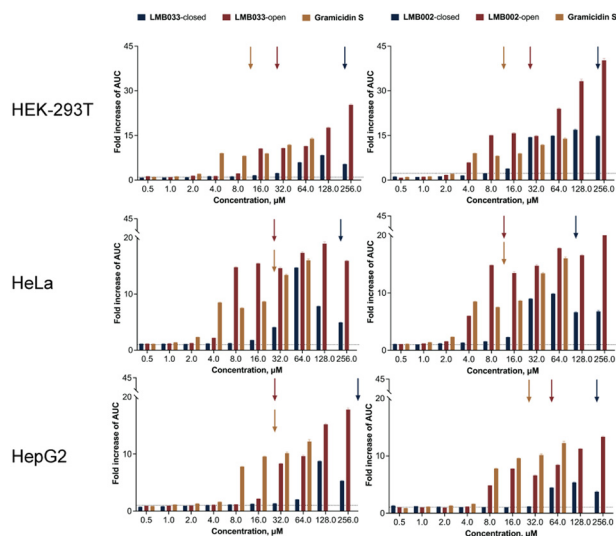 LMB033-closed LMB033-open Gramicidin S
LMB002-closed LMB002-open Gramicidin S
HEK-293T
Fold increase of AUC
45
30
15
0
0.5 1.0 2.0 4.0 8.0 16.0 32.0 64.0 128.0 256.0
Concentration, µM
Fold increase of AUC
45
30
15
0
0.5 1.0 2.0 4.0 8.0 16.0 32.0 64.0 128.0 256.0
Concentration, µM
HeLa
Fold increase of AUC
45
20
10
0
0.5 1.0 2.0 4.0 8.0 16.0 32.0 64.0 128.0 256.0
Concentration, µM
Fold increase of AUC
45
20
10
0
0.5 1.0 2.0 4.0 8.0 16.0 32.0 64.0 128.0 256.0
Concentration, µM
HepG2
Fold increase of AUC
45
20
10
0
0.5 1.0 2.0 4.0 8.0 16.0 32.0 64.0 128.0 256.0
Concentration, µM
Fold increase of AUC
45
20
10
0
0.5 1.0 2.0 4.0 8.0 16.0 32.0 64.0 128.0 256.0
Concentration, µM